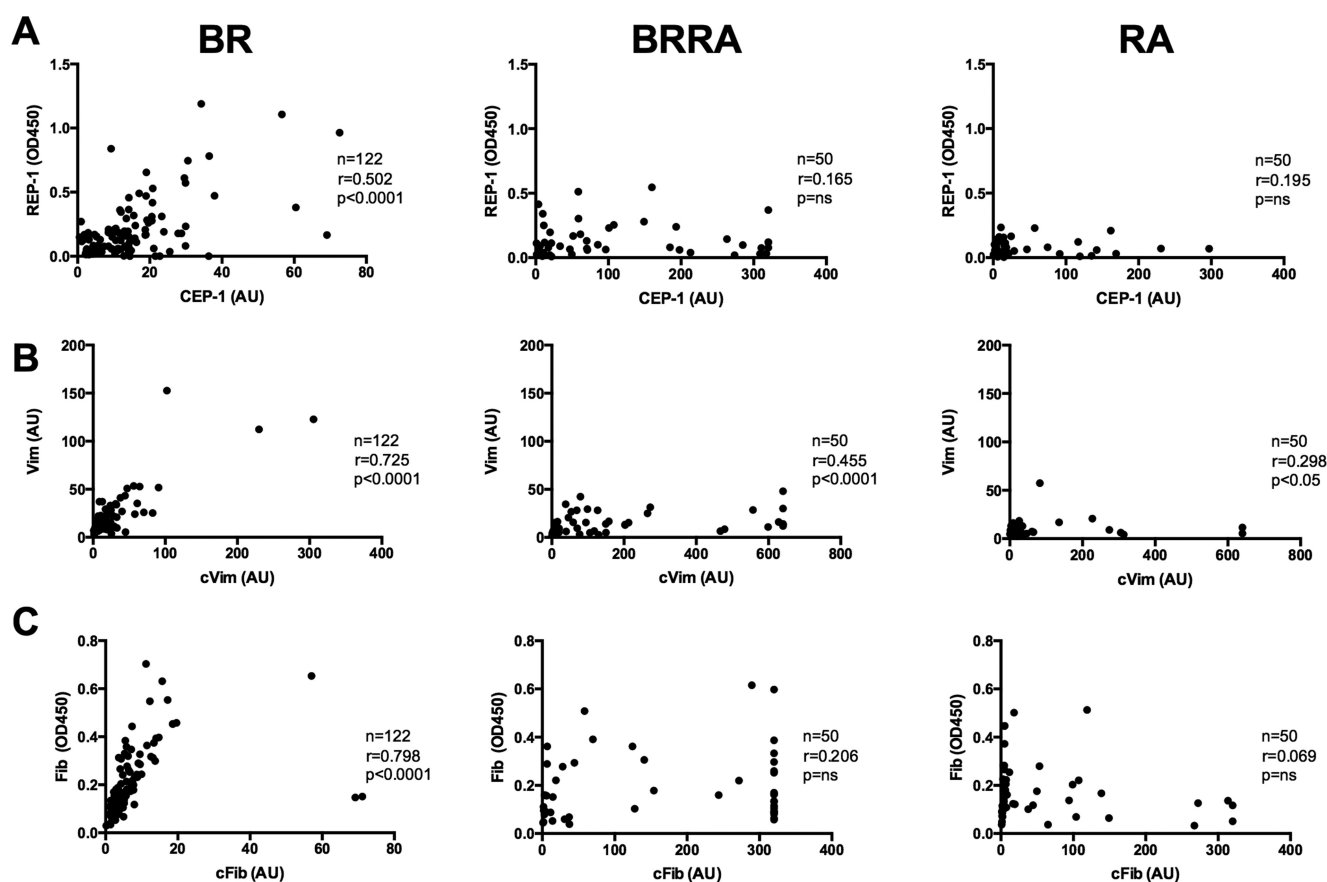 A
BR
BRRA
RA
1.5
1.0
0.5
0.0
0
20
40
60
80
REP-1 (OD450)
CEP-1 (AU)
n=122
r=0.502
p<0.0001
1.5
1.0
0.5
0.0
0
100
200
300
400
REP-1 (OD450)
CEP-1 (AU)
n=50
r=0.165
p=ns
1.5
1.0
0.5
0.0
0
100
200
300
400
REP-1 (OD450)
CEP-1 (AU)
n=50
r=0.195
p=ns
B
200
150
100
50
0
0
100
200
300
400
Vim (AU)
cVim (AU)
n=122
r=0.725
p<0.0001
200
150
100
50
0
0
200
400
600
800
Vim (AU)
cVim (AU)
n=50
r=0.455
p<0.0001
200
150
100
50
0
0
200
400
600
800
Vim (AU)
cVim (AU)
n=50
r=0.298
p<0.05
C
0.8
0.6
0.4
0.2
0.0
0
20
40
60
80
Fib (OD450)
cFib (AU)
n=122
r=0.798
p<0.0001
0.8
0.6
0.4
0.2
0.0
0
100
200
300
400
Fib (OD450)
cFib (AU)
n=50
r=0.206
p=ns
0.8
0.6
0.4
0.2
0.0
0
100
200
300
400
Fib (OD450)
cFib (AU)
n=50
r=0.069
p=ns